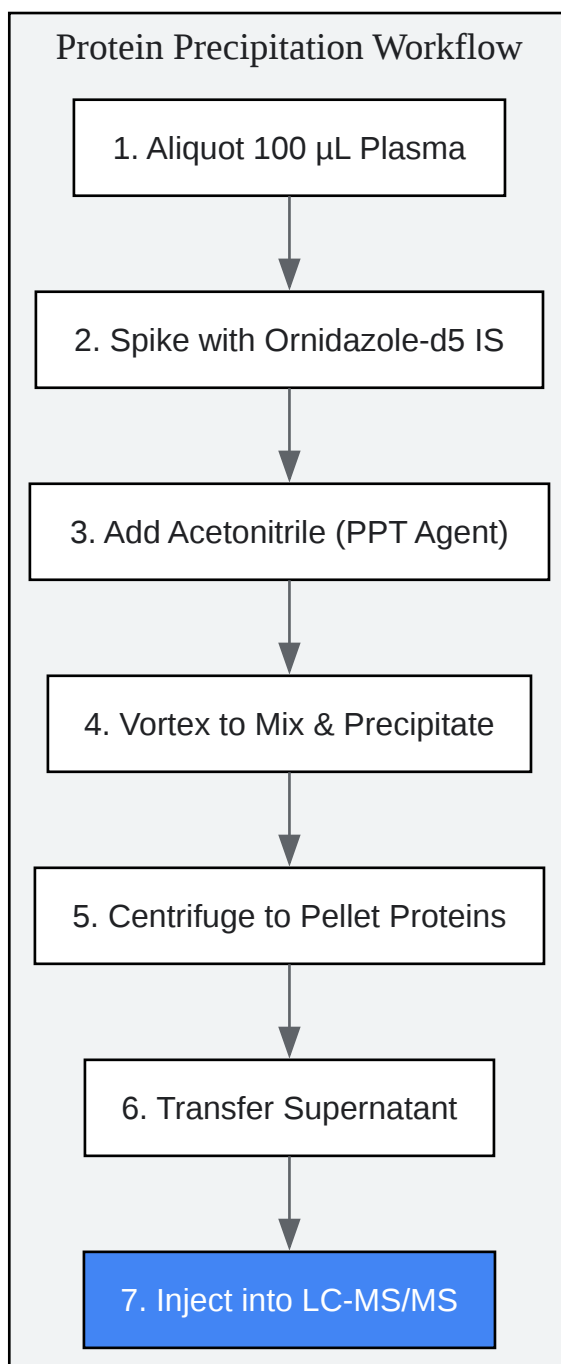 Protein Precipitation Workflow
1. Aliquot 100 µL Plasma
2. Spike with Ornidazole-d5 IS
3. Add Acetonitrile (PPT Agent)
4. Vortex to Mix & Precipitate
5. Centrifuge to Pellet Proteins
6. Transfer Supernatant
7. Inject into LC-MS/MS